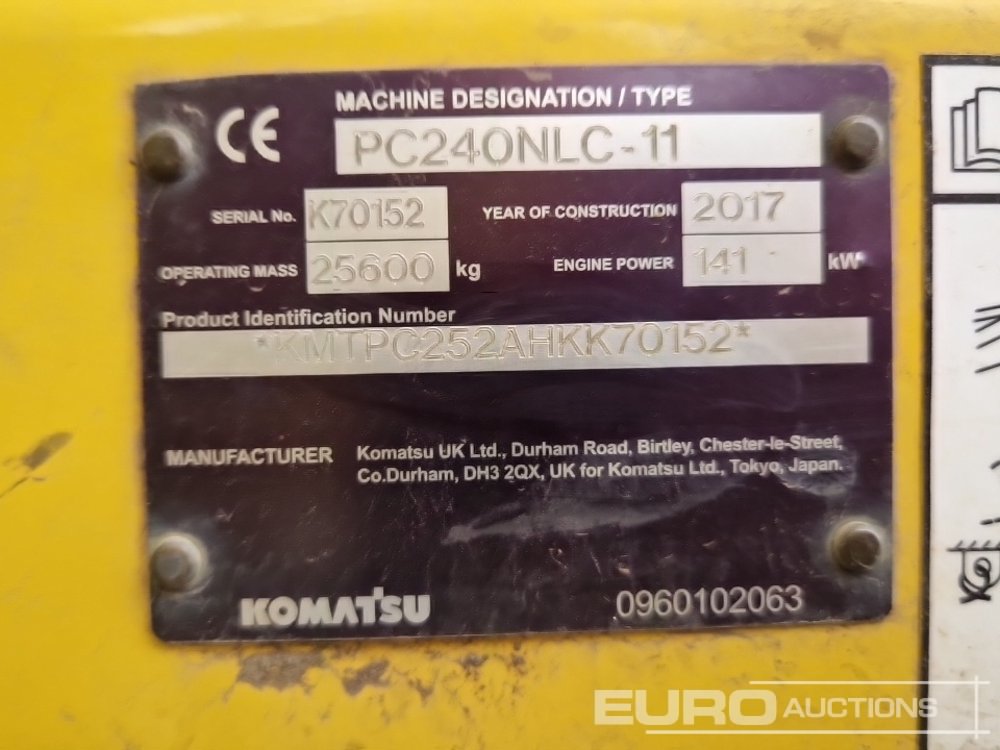 CE
MACHINE DESIGNATION / TYPE
PC240NLC-11
SERIAL No. K70152 YEAR OF CONSTRUCTION 2017
OPERATING MASS 25600 kg ENGINE POWER 141 kW
Product Identification Number
*KMTPC252AHKK70152*
MANUFACTURER Komatsu UK Ltd., Durham Road, Birtley, Chester-le-Street,
Co.Durham, DH3 2QX, UK for Komatsu Ltd., Tokyo, Japan.
KOMATSU 0960102063
EURO AUCTIONS